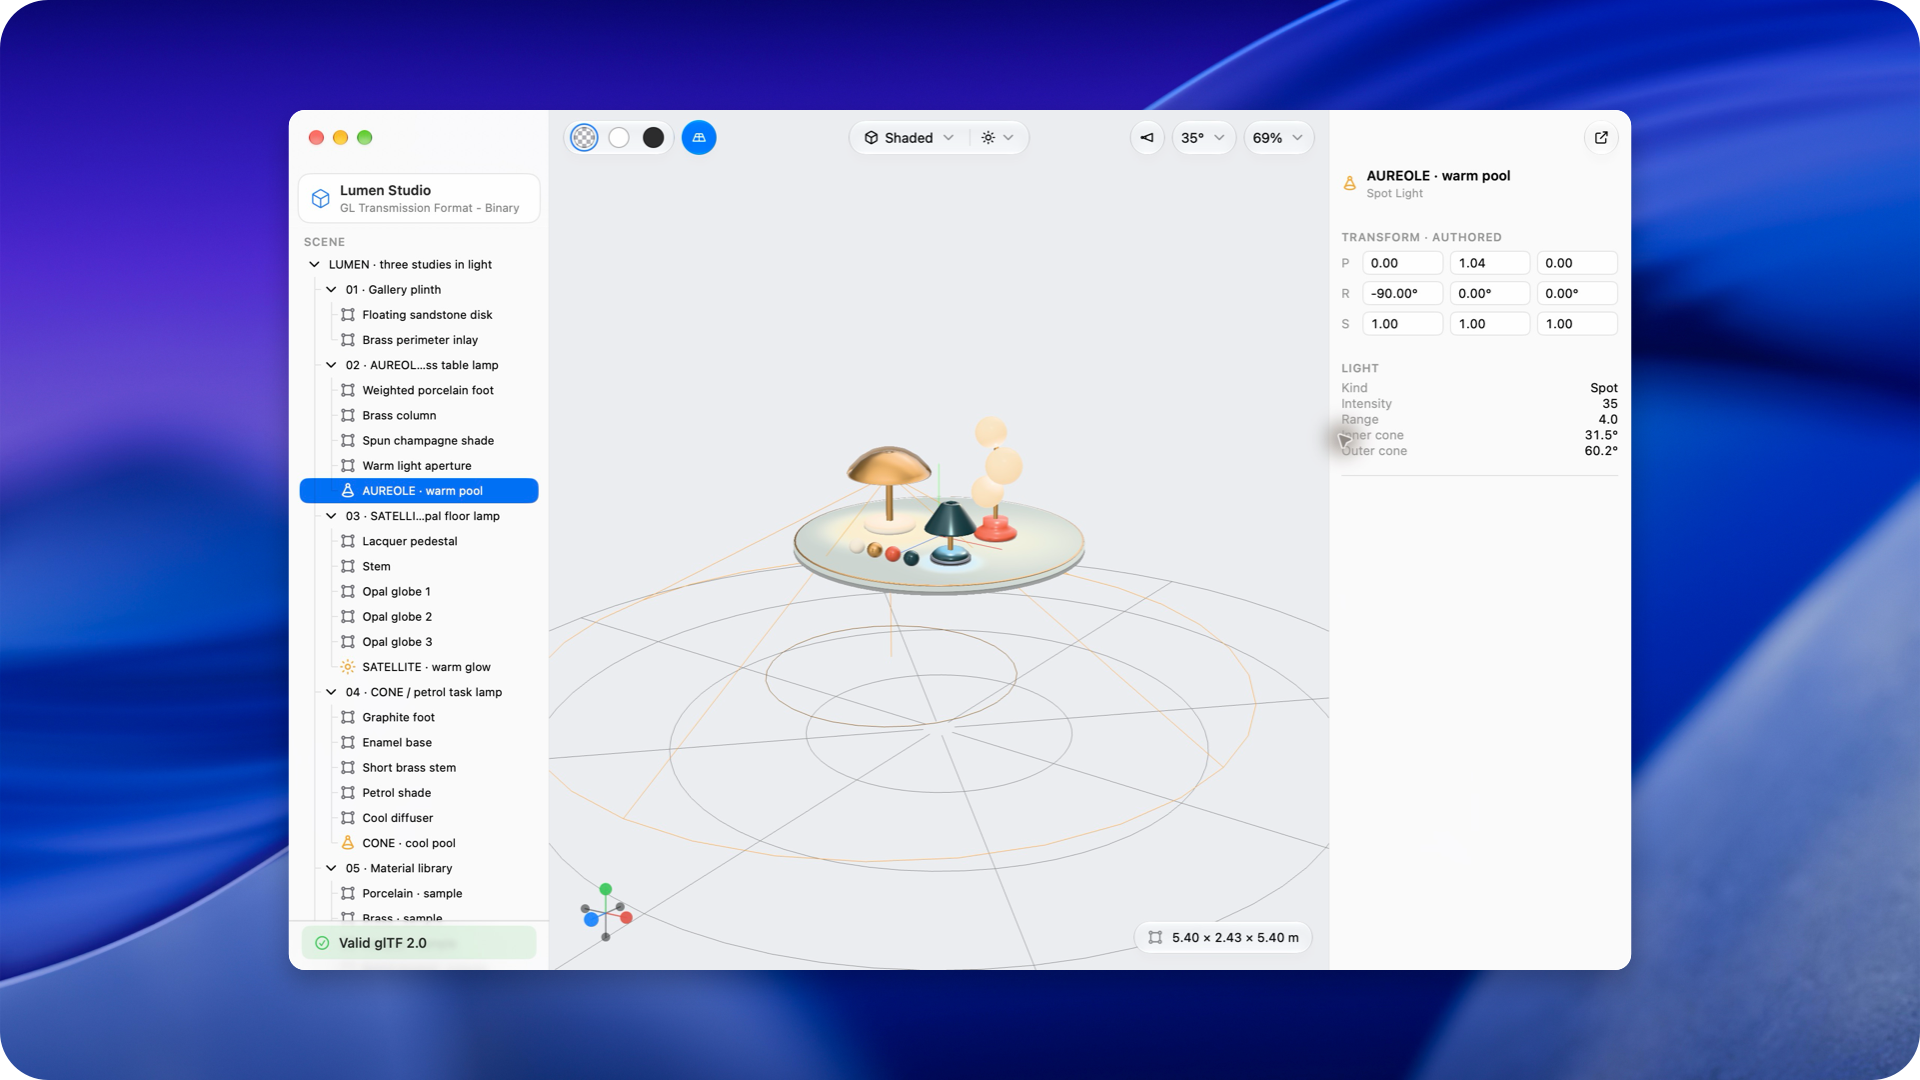 Lumen Studio
GL Transmission Format - Binary
SCENE
LUMEN · three studies in light
01 · Gallery plinth
Floating sandstone disk
Brass perimeter inlay
02 · AUREOL...ss table lamp
Weighted porcelain foot
Brass column
Spun champagne shade
Warm light aperture
AUREOLE · warm pool
03 · SATELLI...pal floor lamp
Lacquer pedestal
Stem
Opal globe 1
Opal globe 2
Opal globe 3
SATELLITE · warm glow
04 · CONE / petrol task lamp
Graphite foot
Enamel base
Short brass stem
Petrol shade
Cool diffuser
CONE · cool pool
05 · Material library
Porcelain · sample
Brass · sample
Valid glTF 2.0
Shaded
35°
69%
5.40 × 2.43 × 5.40 m
AUREOLE · warm pool
Spot Light
TRANSFORM · AUTHORED
P 0.00 1.04 0.00
R -90.00° 0.00° 0.00°
S 1.00 1.00 1.00
LIGHT
Kind Spot
Intensity 35
Range 4.0
Inner cone 31.5°
Outer cone 60.2°